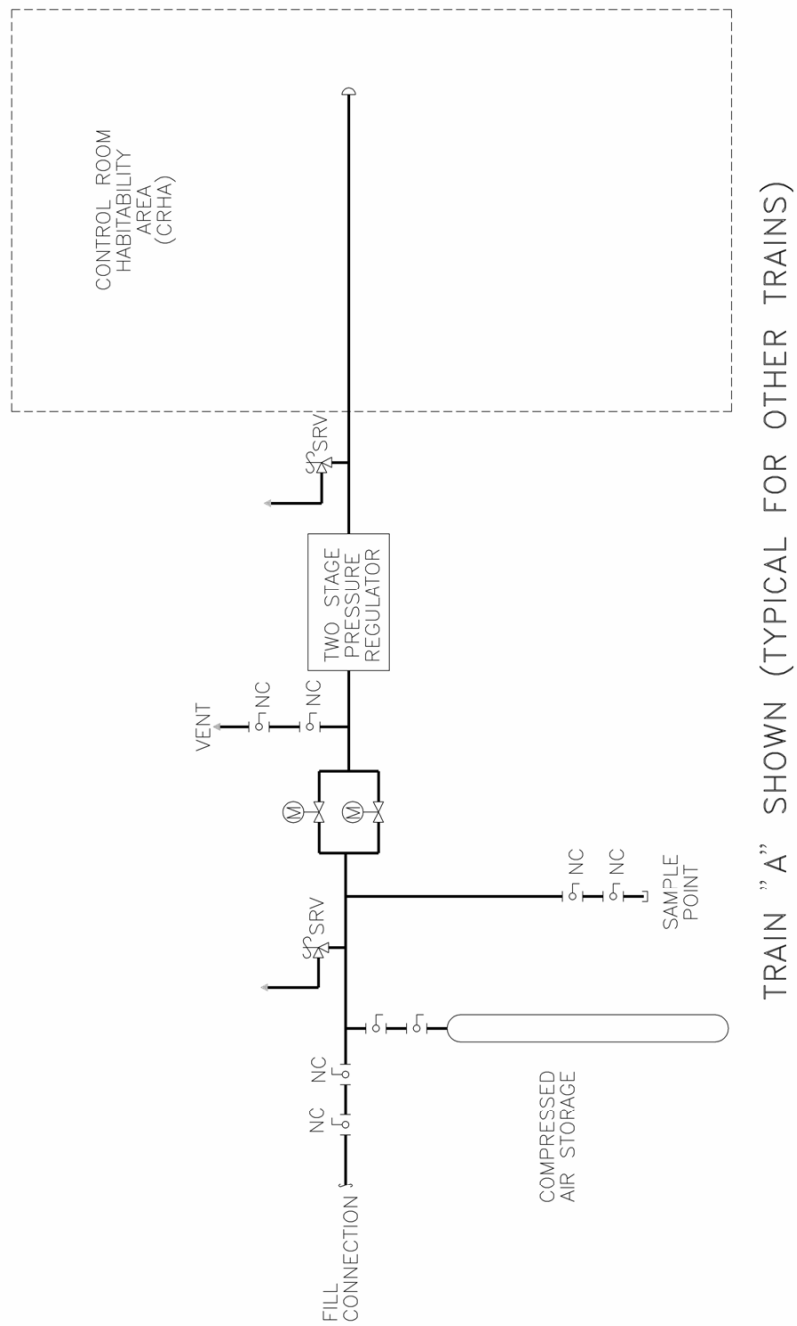 CONTROL ROOM
HABITABILITY
AREA
(CRHA)
SRV
TWO STAGE
PRESSURE
REGULATOR
VENT
NC
NC
M
M
SRV
NC
NC
SAMPLE
POINT
NC
NC
COMPRESSED
AIR STORAGE
FILL
CONNECTION
TRAIN "A" SHOWN (TYPICAL FOR OTHER TRAINS)